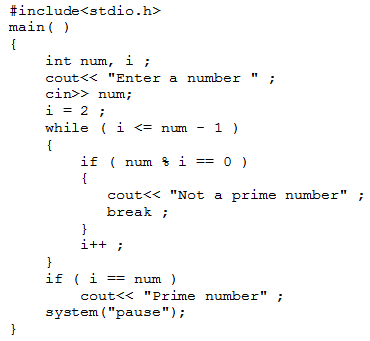 #include<stdio.h>
main( )
{
    int num, i ;
    cout<< "Enter a number " ;
    cin>> num;
    i = 2 ;
    while ( i <= num - 1 )
    {
        if ( num % i == 0 )
        {
           cout<< "Not a prime number" ;
           break ;
        }
        i++ ;
    }
    if ( i == num )
        cout<< "Prime number" ;
    system("pause");
}